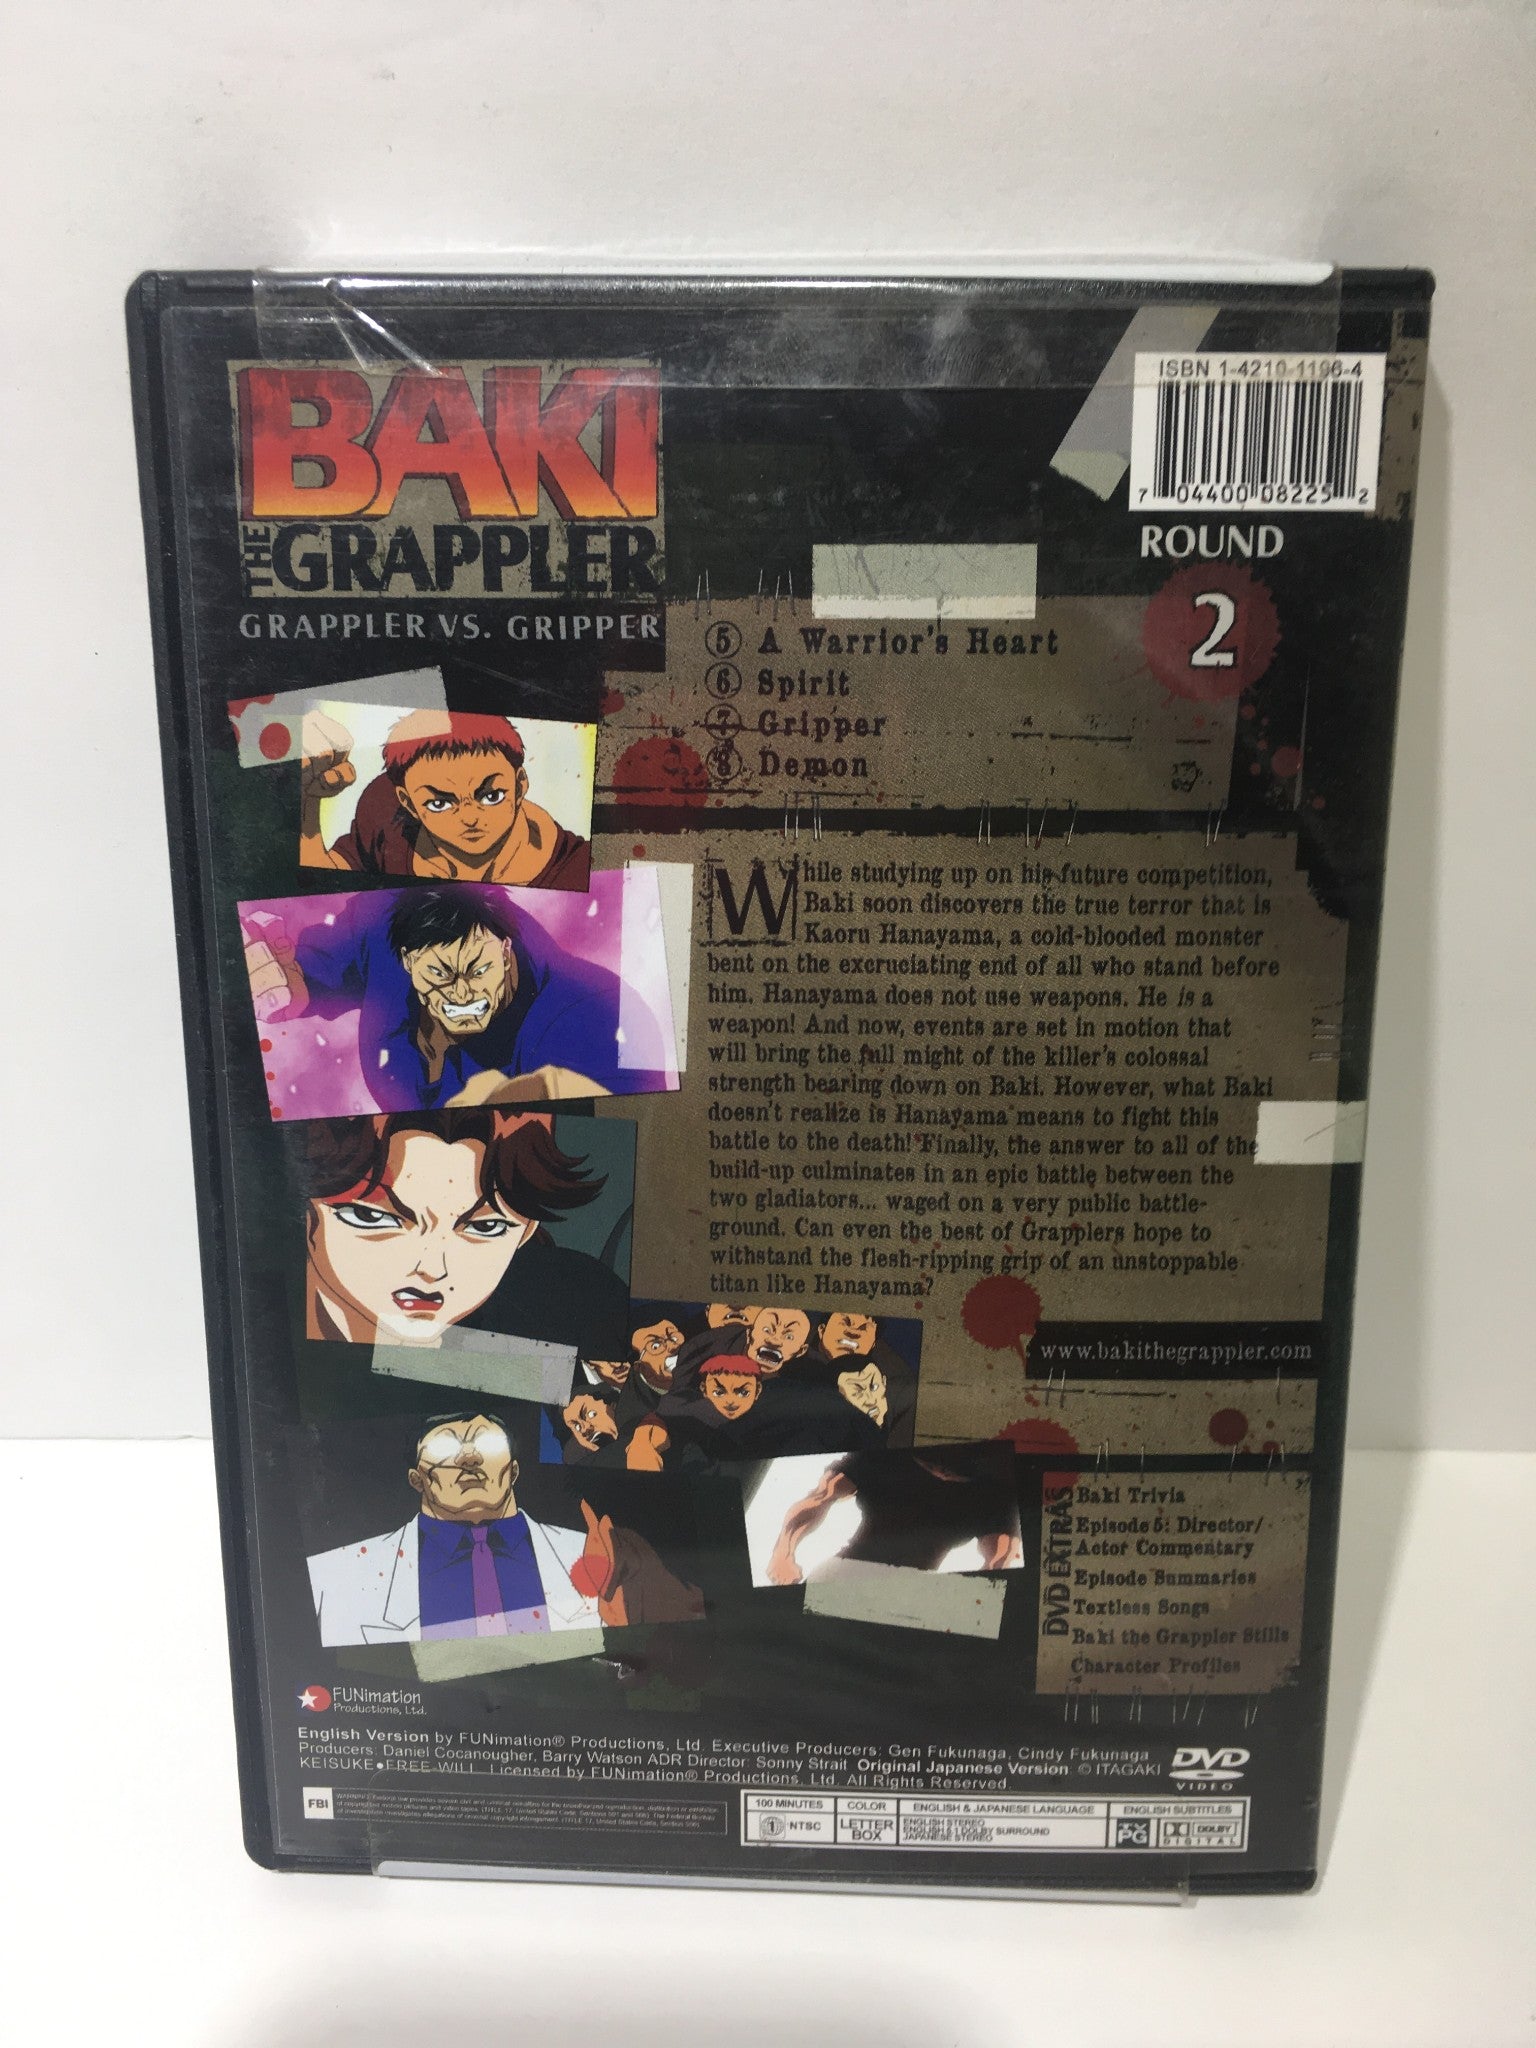 ISBN 1-4210-1196-4
7 04400 08225 2
BAKI
THE GRAPPLER
GRAPPLER VS. GRIPPER
ROUND
2
5 A Warrior's Heart
6 Spirit
7 Gripper
8 Demon
While studying up on his future competition,
Baki soon discovers the true terror that is
Kaoru Hanayama, a cold-blooded monster
bent on the excruciating end of all who stand before
him. Hanayama does not use weapons. He is a
weapon! And now, events are set in motion that
will bring the full might of the killer's colossal
strength bearing down on Baki. However, what Baki
doesn't realize is Hanayama means to fight this
battle to the death! Finally, the answer to all of the
build-up culminates in an epic battle between the
two gladiators... waged on a very public battle-
ground. Can even the best of Grapplers hope to
withstand the flesh-ripping grip of an unstoppable
titan like Hanayama?
www.bakithegrappler.com
DVD EXTRAS
Baki Trivia
Episode 5: Director/
Actor Commentary
Episode Summaries
Textless Songs
Baki the Grappler Stills
Character Profiles
FUNimation
Productions, Ltd.
English Version by FUNimation® Productions, Ltd. Executive Producers: Gen Fukunaga, Cindy Fukunaga
Producers: Daniel Cocanougher, Barry Watson ADR Director: Sonny Strait Original Japanese Version: © ITAGAKI
KEISUKE•FREE-WILL. Licensed by FUNimation® Productions, Ltd. All Rights Reserved.
DVD
VIDEO
FBI
100 MINUTES
NTSC
COLOR
LETTER
BOX
ENGLISH & JAPANESE LANGUAGE
ENGLISH STEREO
ENGLISH 5.1 DOLBY SURROUND
JAPANESE STEREO
ENGLISH SUBTITLES
TV
PG
DOLBY
DIGITAL